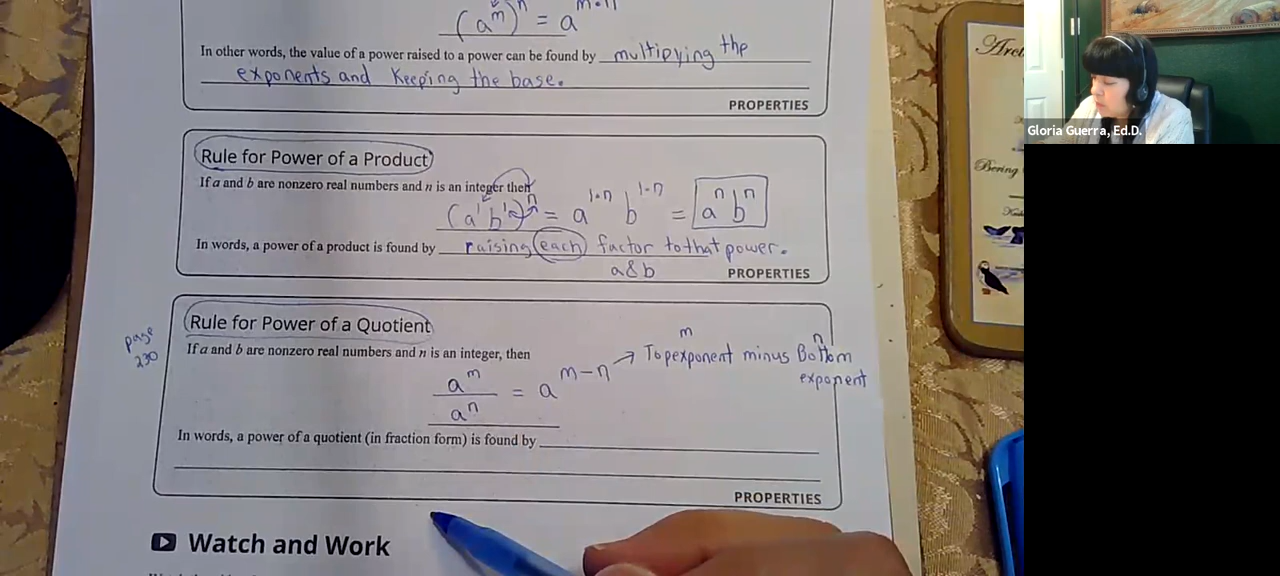 (a^m)^n = a^m·n
In other words, the value of a power raised to a power can be found by multipying the
exponents and Keeping the base.
PROPERTIES
Rule for Power of a Product
If a and b are nonzero real numbers and n is an integer then
(a^1 b^1)^n = a^1·n b^1·n = a^n b^n
In words, a power of a product is found by raising each factor to that power.
a & b
PROPERTIES
Rule for Power of a Quotient
page 230
If a and b are nonzero real numbers and n is an integer, then
a^m / a^n = a^m-n → Top exponent minus Bottom exponent
m n
In words, a power of a quotient (in fraction form) is found by
PROPERTIES
Watch and Work
Gloria Guerra, Ed.D.
Bering